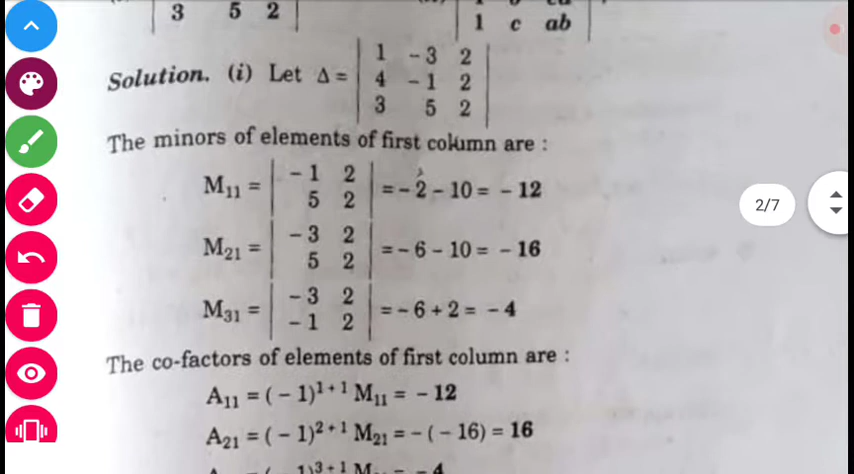 3 5 2
1 c ab
Solution. (i) Let Δ = | 1 - 3 2 |
| 4 - 1 2 |
| 3 5 2 |
The minors of elements of first column are :
M11 = | - 1 2 | = - 2 - 10 = - 12
| 5 2 |
M21 = | - 3 2 | = - 6 - 10 = - 16
| 5 2 |
M31 = | - 3 2 | = - 6 + 2 = - 4
| - 1 2 |
The co-factors of elements of first column are :
A11 = ( - 1)^1 + 1 M11 = - 12
A21 = ( - 1)^2 + 1 M21 = - ( - 16) = 16
2/7